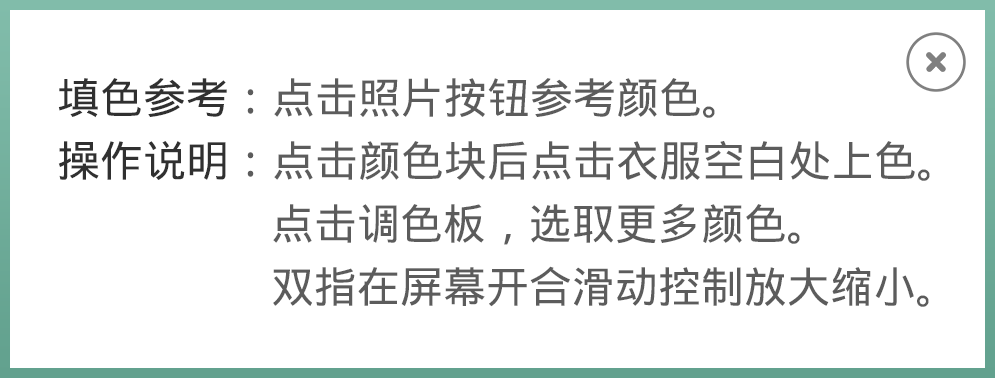 填色参考：点击照片按钮参考颜色。
操作说明：点击颜色块后点击衣服空白处上色。
点击调色板，选取更多颜色。
双指在屏幕开合滑动控制放大缩小。